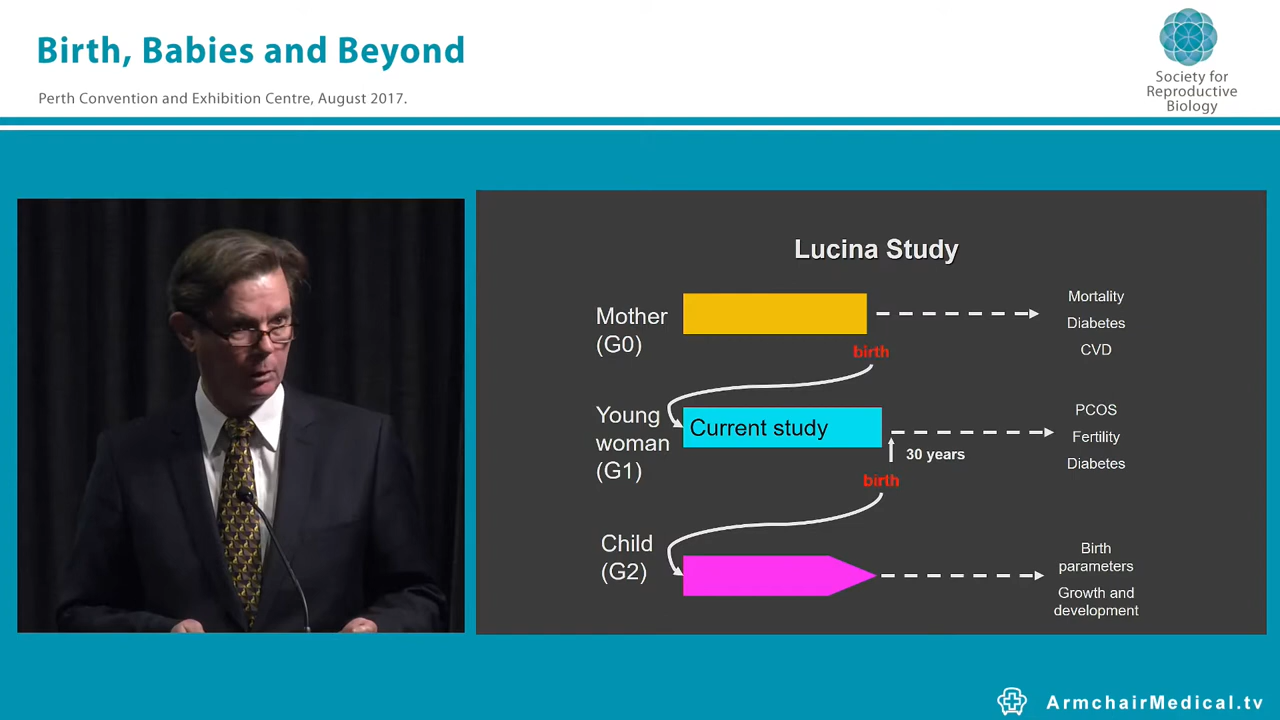 Birth, Babies and Beyond
Perth Convention and Exhibition Centre, August 2017.
Society for
Reproductive
Biology
Lucina Study
Mother
(G0)
Mortality
Diabetes
CVD
birth
Young
woman
(G1)
Current study
30 years
PCOS
Fertility
Diabetes
birth
Child
(G2)
Birth
parameters
Growth and
development
ArmchairMedical.tv